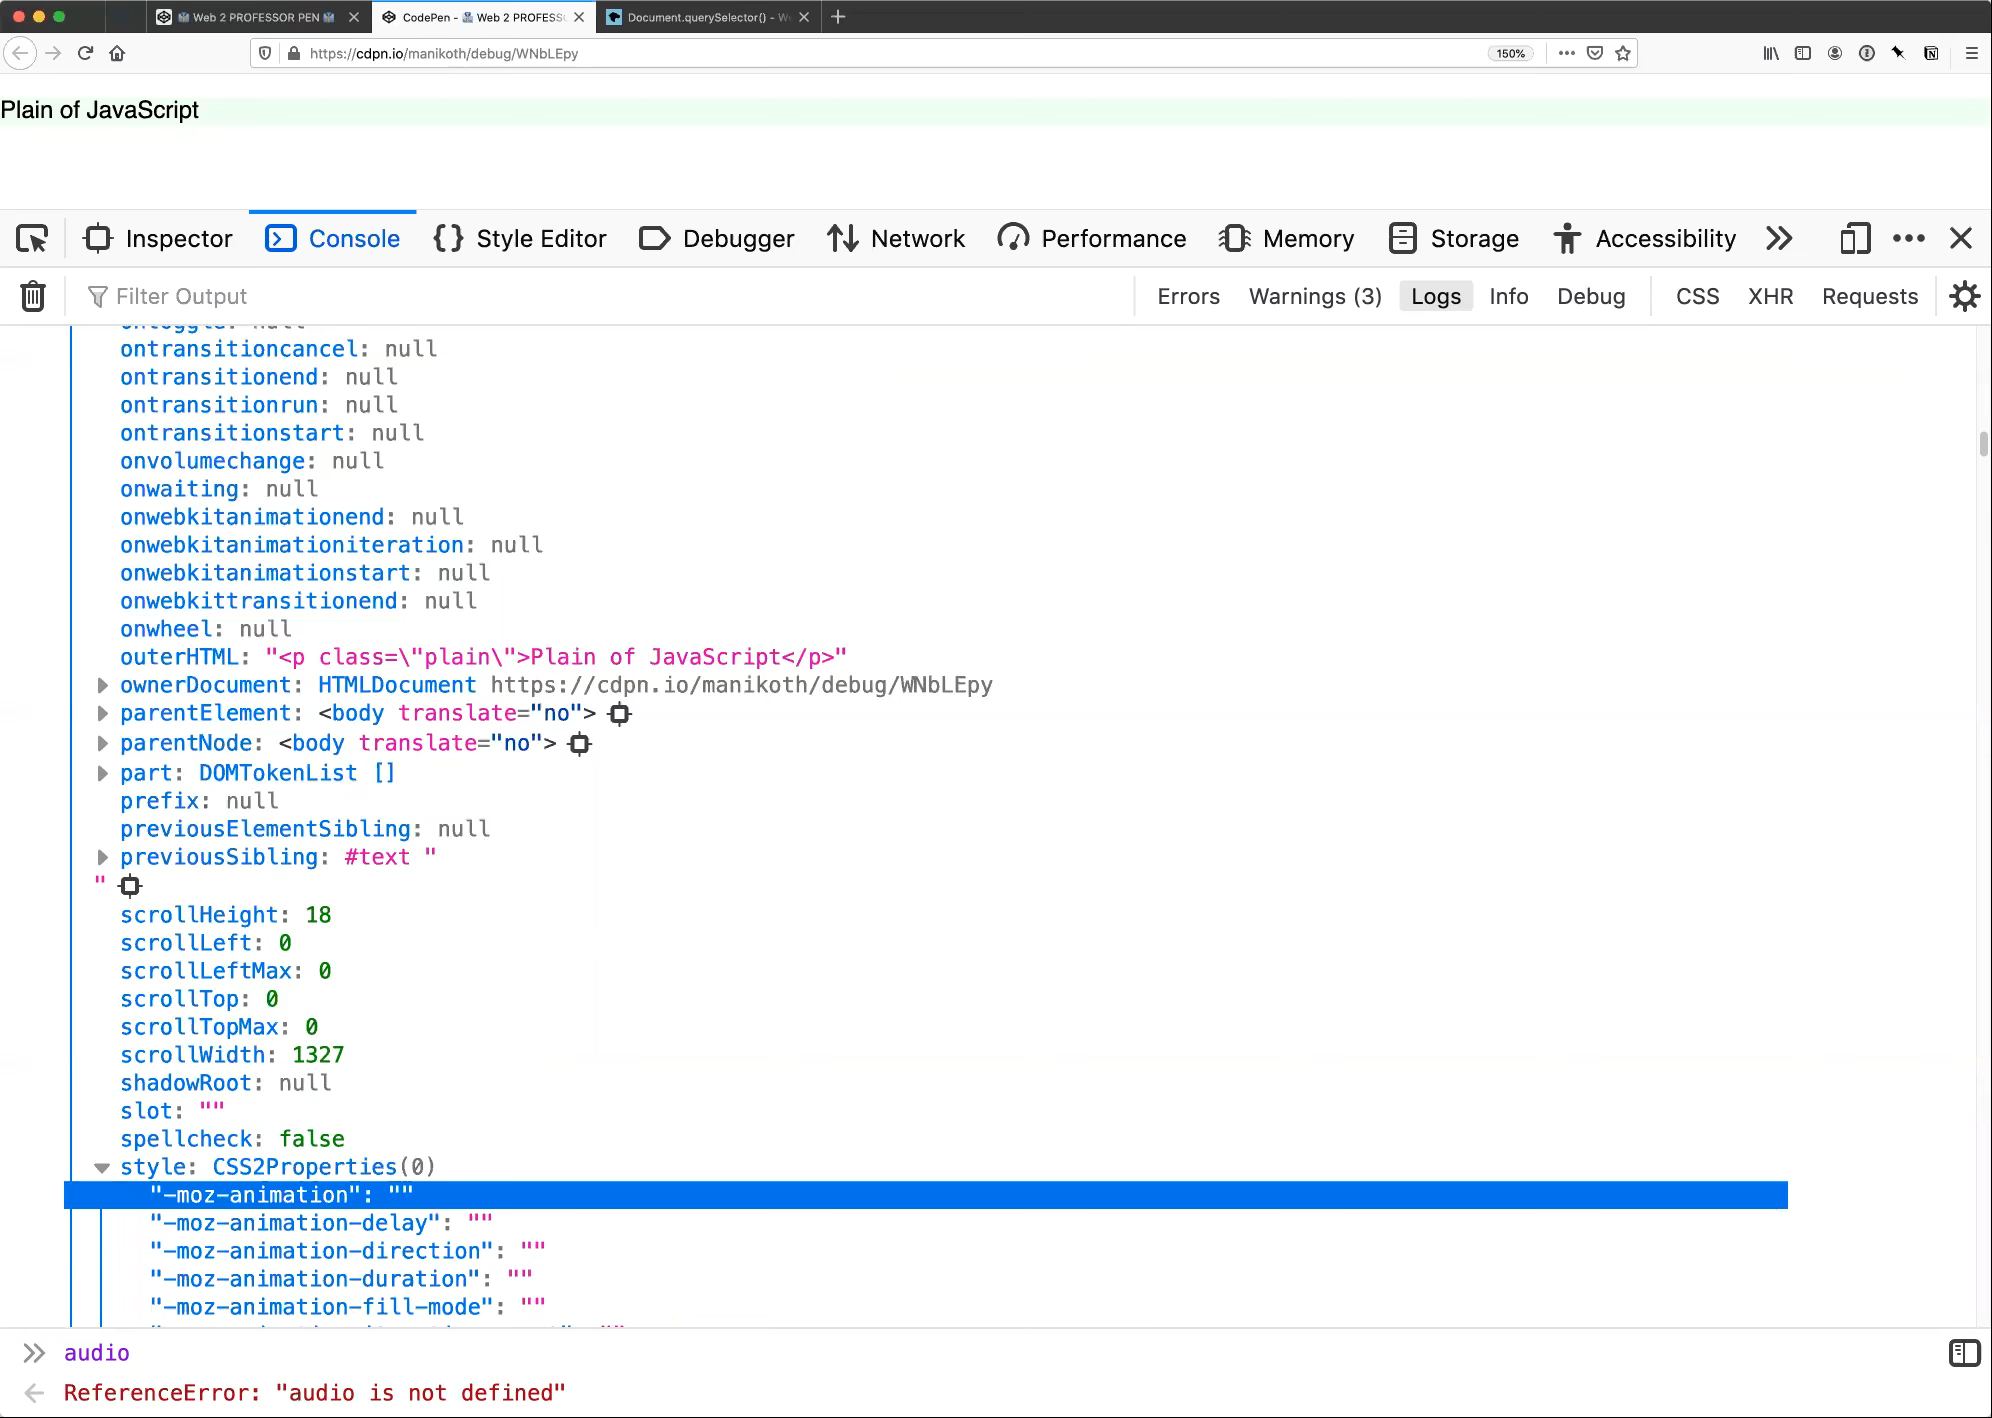 Web 2 PROFESSOR PEN
CodePen - Web 2 PROFESS
Document.querySelector() - W
https://cdpn.io/manikoth/debug/WNbLEpy
150%
Plain of JavaScript
Inspector Console Style Editor Debugger Network Performance Memory Storage Accessibility
Filter Output Errors Warnings (3) Logs Info Debug CSS XHR Requests
ontoggle: null
ontransitioncancel: null
ontransitionend: null
ontransitionrun: null
ontransitionstart: null
onvolumechange: null
onwaiting: null
onwebkitanimationend: null
onwebkitanimationiteration: null
onwebkitanimationstart: null
onwebkittransitionend: null
onwheel: null
outerHTML: "<p class=\"plain\">Plain of JavaScript</p>"
ownerDocument: HTMLDocument https://cdpn.io/manikoth/debug/WNbLEpy
parentElement: <body translate="no">
parentNode: <body translate="no">
part: DOMTokenList []
prefix: null
previousElementSibling: null
previousSibling: #text "
"
scrollHeight: 18
scrollLeft: 0
scrollLeftMax: 0
scrollTop: 0
scrollTopMax: 0
scrollWidth: 1327
shadowRoot: null
slot: ""
spellcheck: false
style: CSS2Properties(0)
"-moz-animation": ""
"-moz-animation-delay": ""
"-moz-animation-direction": ""
"-moz-animation-duration": ""
"-moz-animation-fill-mode": ""
audio
ReferenceError: "audio is not defined"